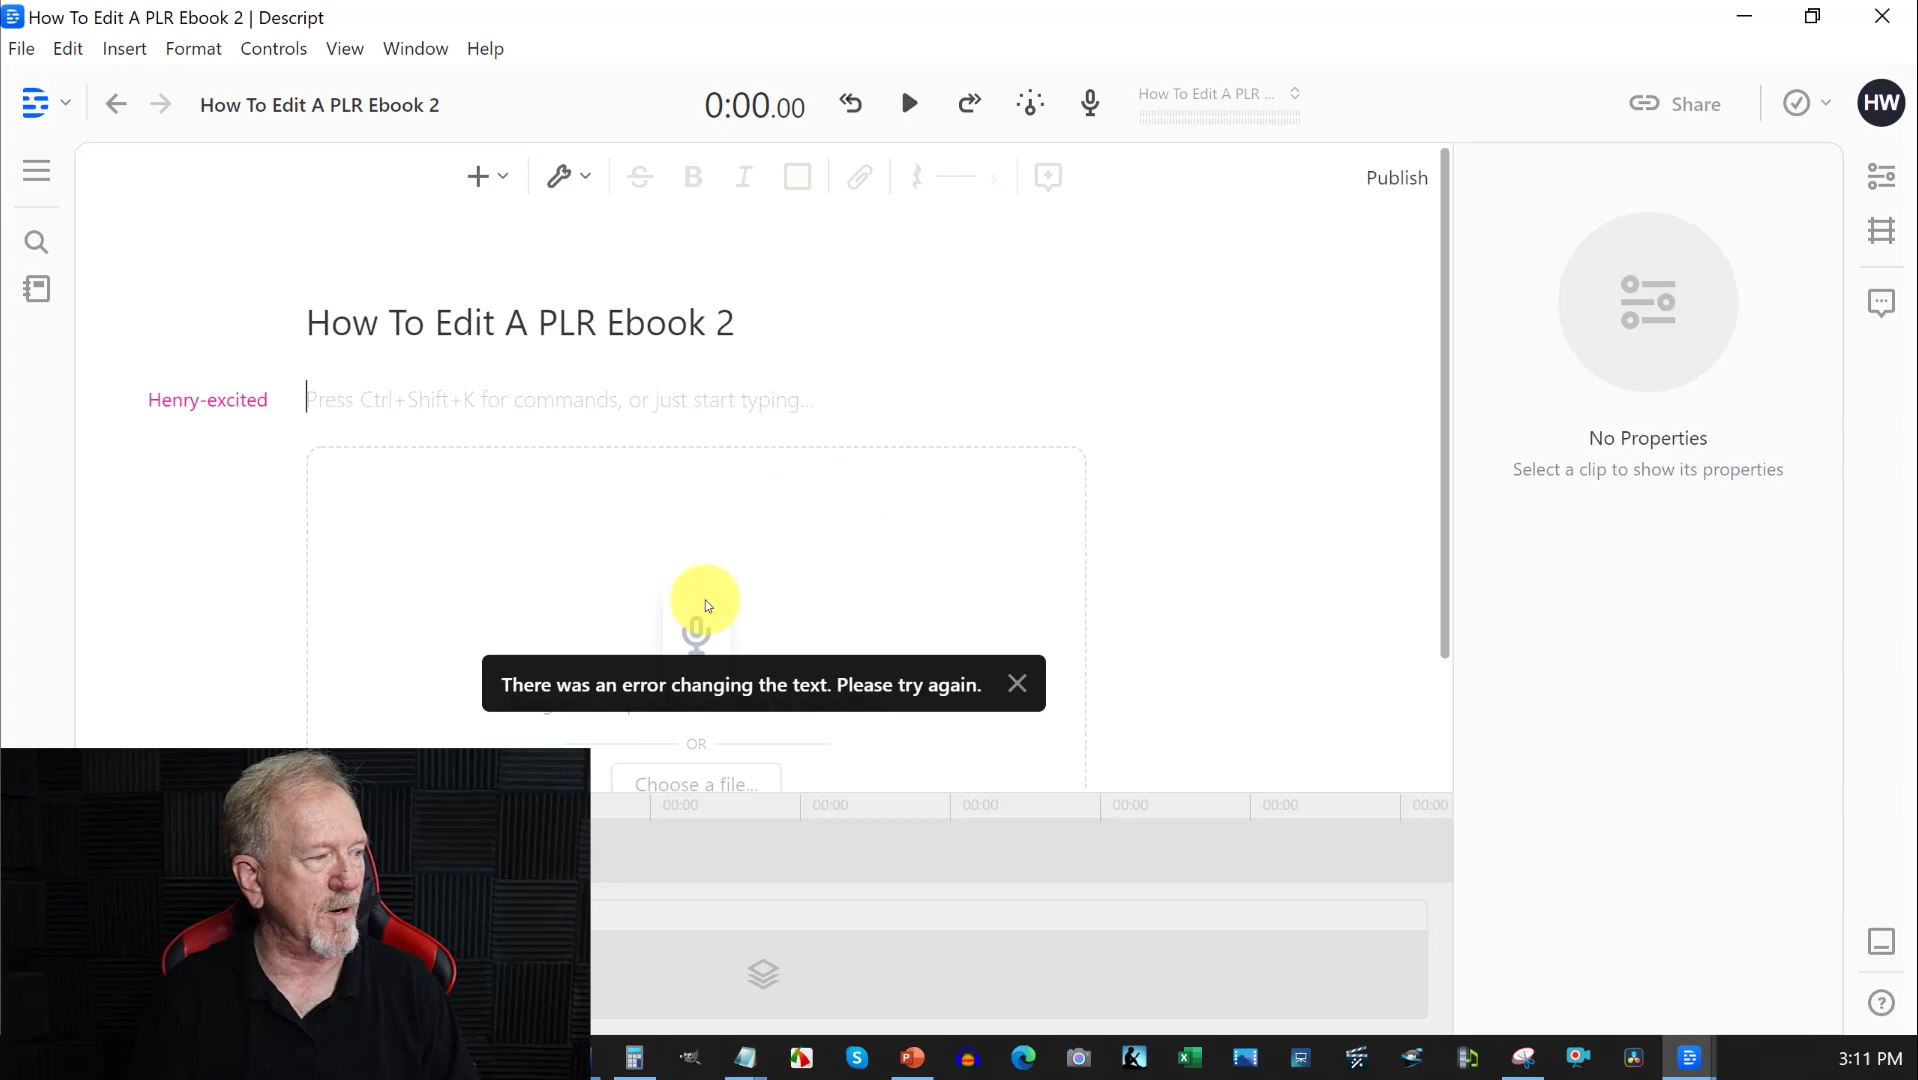 How To Edit A PLR Ebook 2 | Descript
File Edit Insert Format Controls View Window Help
How To Edit A PLR Ebook 2
0:00.00
How To Edit A PLR ...
Share
HW
s
Publish
How To Edit A PLR Ebook 2
Henry-excited
Press Ctrl+Shift+K for commands, or just start typing...
No Properties
Select a clip to show its properties
There was an error changing the text. Please try again.
OR
Choose a file...
00:00 00:00 00:00 00:00 00:00 00:00
3:11 PM